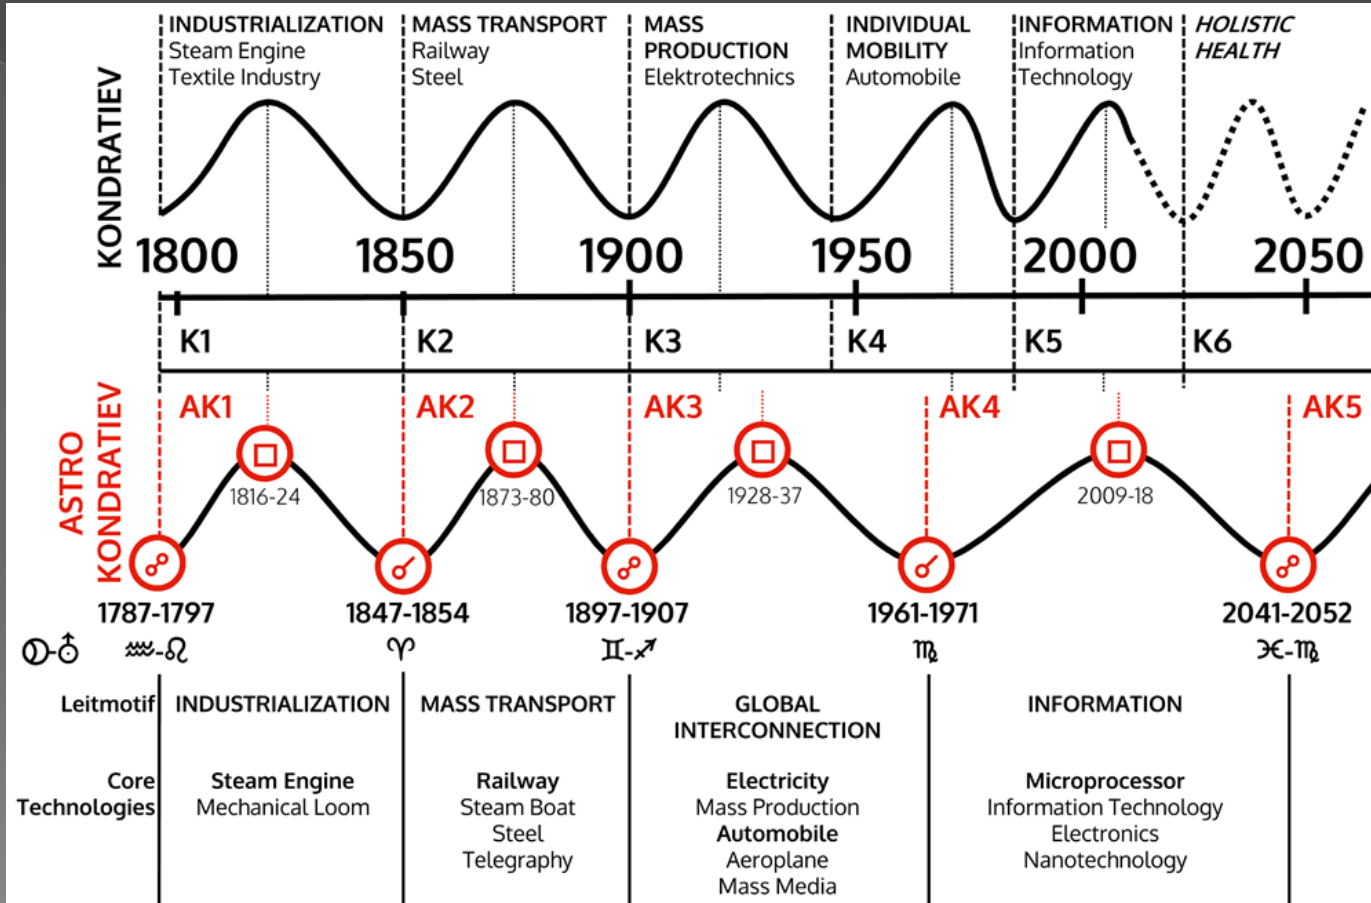 KONDRATIEV
INDUSTRIALIZATION
Steam Engine
Textile Industry
MASS TRANSPORT
Railway
Steel
MASS
PRODUCTION
Elektrotechnics
INDIVIDUAL
MOBILITY
Automobile
INFORMATION
Information
Technology
HOLISTIC
HEALTH
1800 1850 1900 1950 2000 2050
K1 K2 K3 K4 K5 K6
ASTRO
KONDRATIEV
AK1 AK2 AK3 AK4 AK5
1816-24 1873-80 1928-37 2009-18
1787-1797 1847-1854 1897-1907 1961-1971 2041-2052
♒-♌ ♈ ♊-♐ ♍ ♓-♍
Leitmotif
INDUSTRIALIZATION
MASS TRANSPORT
GLOBAL
INTERCONNECTION
INFORMATION
Core
Technologies
Steam Engine
Mechanical Loom
Railway
Steam Boat
Steel
Telegraphy
Electricity
Mass Production
Automobile
Aeroplane
Mass Media
Microprocessor
Information Technology
Electronics
Nanotechnology